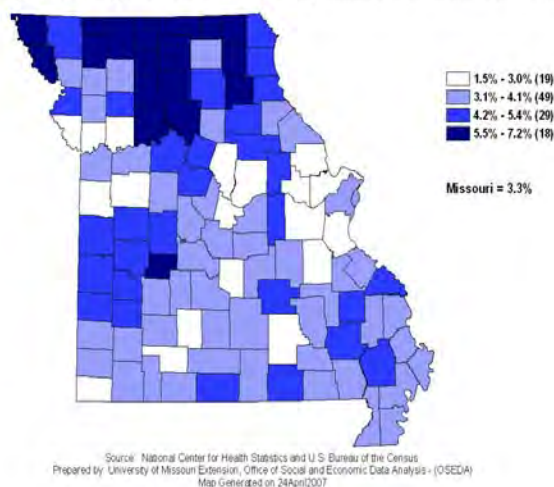 1.5% - 3.0% (19)
3.1% - 4.1% (49)
4.2% - 5.4% (29)
5.5% - 7.2% (18)
Missouri = 3.3%
Source: National Center for Health Statistics and U.S. Bureau of the Census
Prepared by: University of Missouri Extension, Office of Social and Economic Data Analysis - (OSEDA)
Map Generated on 24April2007